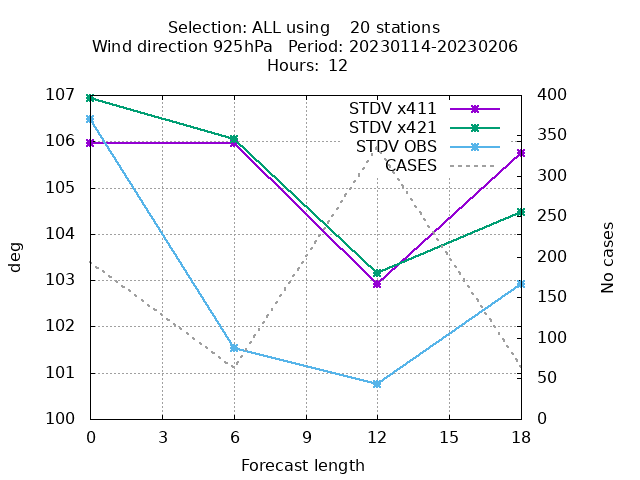 Selection: ALL using    20 stations
Wind direction 925hPa   Period: 20230114-20230206
Hours: 12
STDV x411
STDV x421
STDV OBS
CASES
107
106
105
104
103
102
101
100
deg
400
350
300
250
200
150
100
50
0
No cases
0 3 6 9 12 15 18
Forecast length